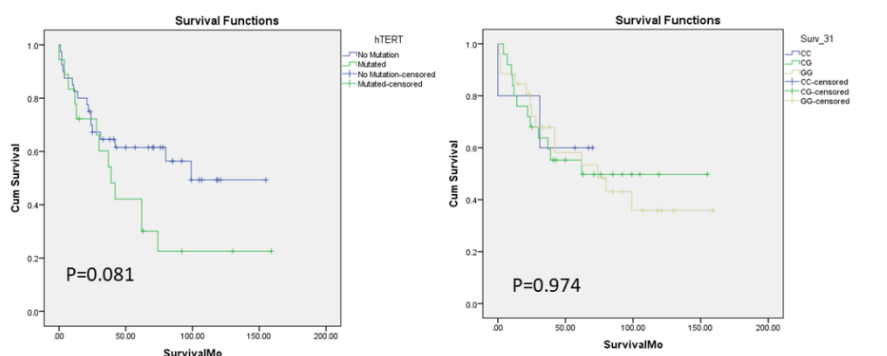 Survival Functions
hTERT
No Mutation
Mutated
No Mutation-censored
Mutated-censored
Cum Survival
1.0
0.8
0.6
0.4
0.2
0.0
P=0.081
.00 50.00 100.00 150.00 200.00
SurvivalMo
Survival Functions
Surv_31
CC
CG
GG
CC-censored
CG-censored
GG-censored
Cum Survival
1.0
0.8
0.6
0.4
0.2
0.0
P=0.974
.00 50.00 100.00 150.00 200.00
SurvivalMo